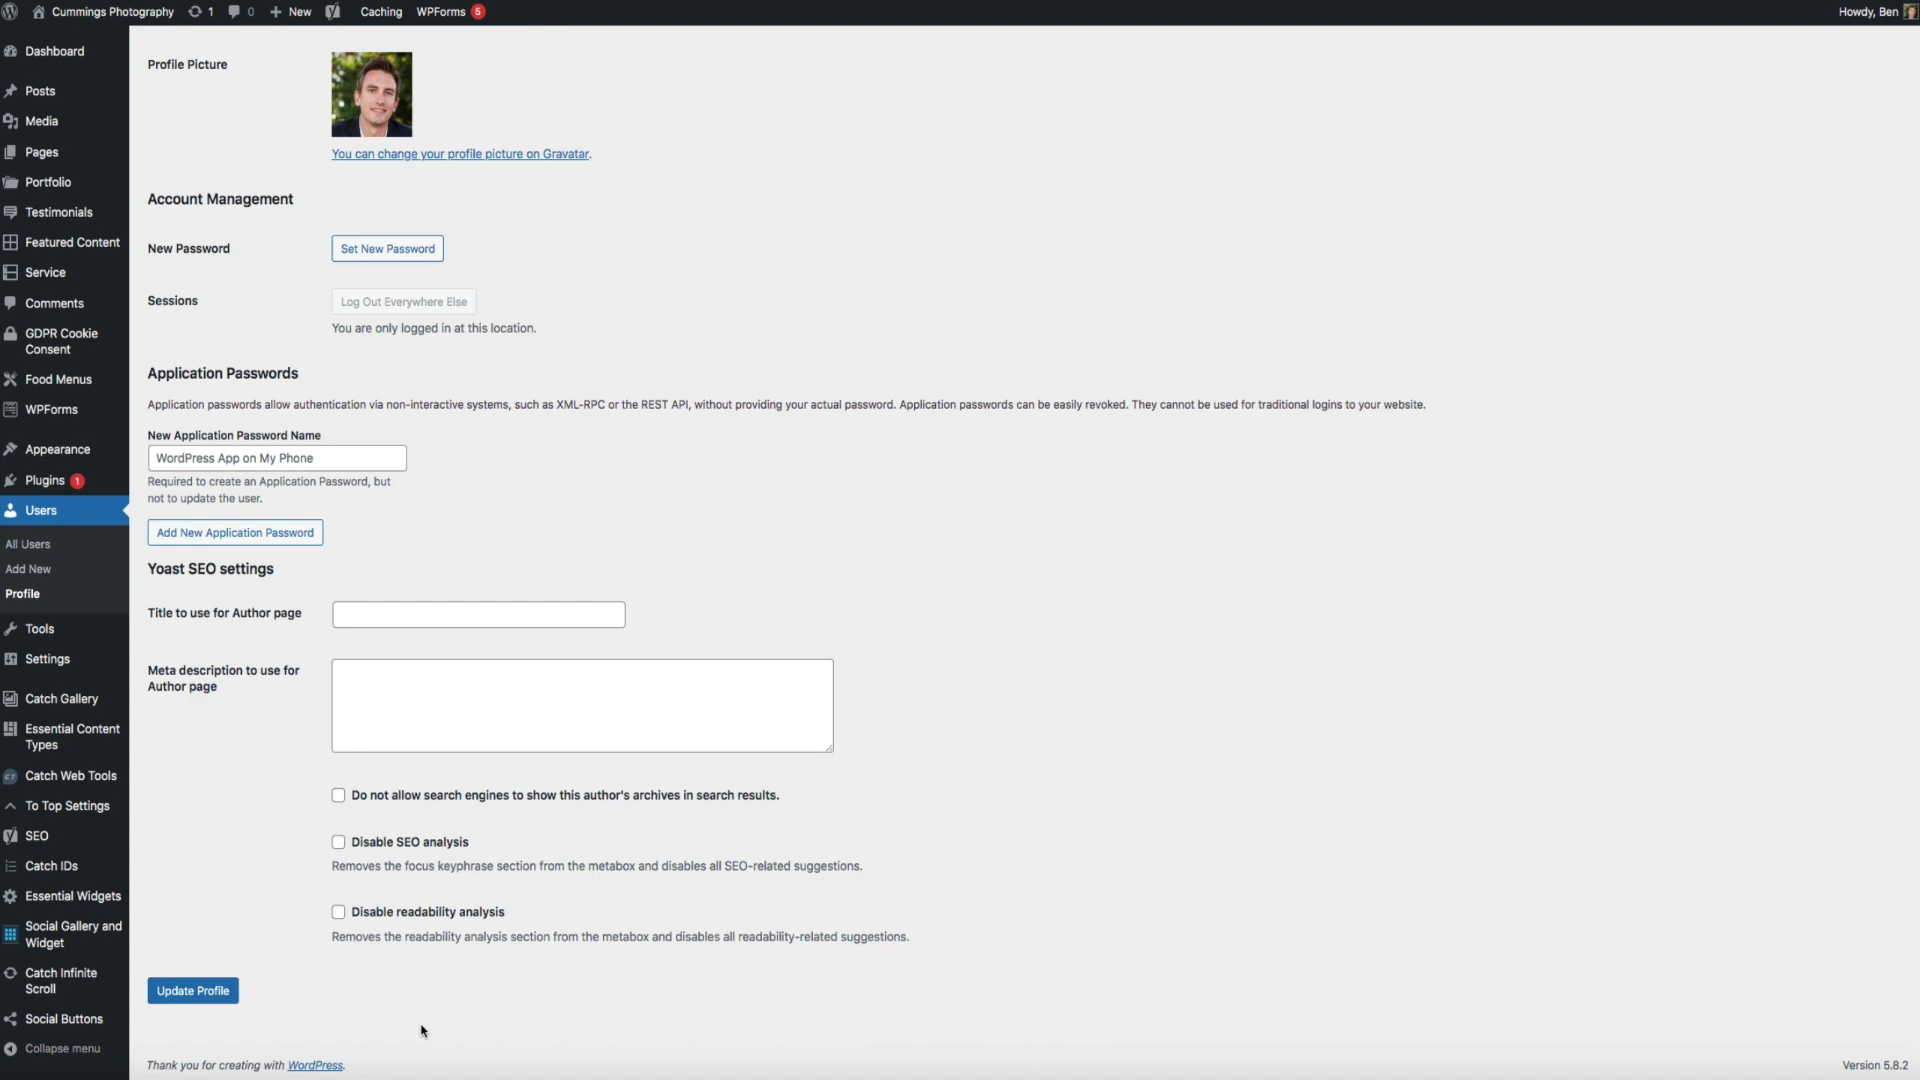 Cummings Photography
1
0
New
Caching
WPForms 5
Howdy, Ben
Dashboard
Posts
Media
Pages
Portfolio
Testimonials
Featured Content
Service
Comments
GDPR Cookie
Consent
Food Menus
WPForms
Appearance
Plugins 1
Users
All Users
Add New
Profile
Tools
Settings
Catch Gallery
Essential Content
Types
Catch Web Tools
To Top Settings
SEO
Catch IDs
Essential Widgets
Social Gallery and
Widget
Catch Infinite
Scroll
Social Buttons
Collapse menu
Profile Picture
You can change your profile picture on Gravatar.
Account Management
New Password
Set New Password
Sessions
Log Out Everywhere Else
You are only logged in at this location.
Application Passwords
Application passwords allow authentication via non-interactive systems, such as XML-RPC or the REST API, without providing your actual password. Application passwords can be easily revoked. They cannot be used for traditional logins to your website.
New Application Password Name
WordPress App on My Phone
Required to create an Application Password, but
not to update the user.
Add New Application Password
Yoast SEO settings
Title to use for Author page
Meta description to use for
Author page
Do not allow search engines to show this author's archives in search results.
Disable SEO analysis
Removes the focus keyphrase section from the metabox and disables all SEO-related suggestions.
Disable readability analysis
Removes the readability analysis section from the metabox and disables all readability-related suggestions.
Update Profile
Thank you for creating with WordPress.
Version 5.8.2